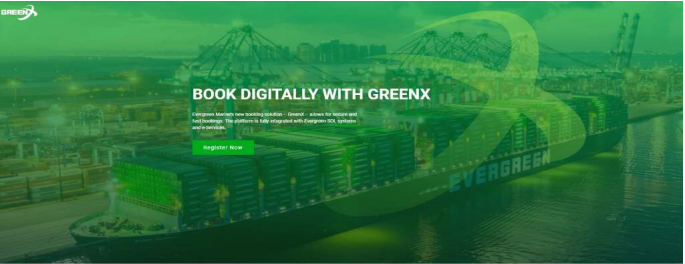 GREENX
BOOK DIGITALLY WITH GREENX
Evergreen Marine's new booking solution – GreenX – allows for secure and
fast bookings. The platform is fully integrated with Evergreen SOL systems
and e-services.
Register Now
EVERGREEN